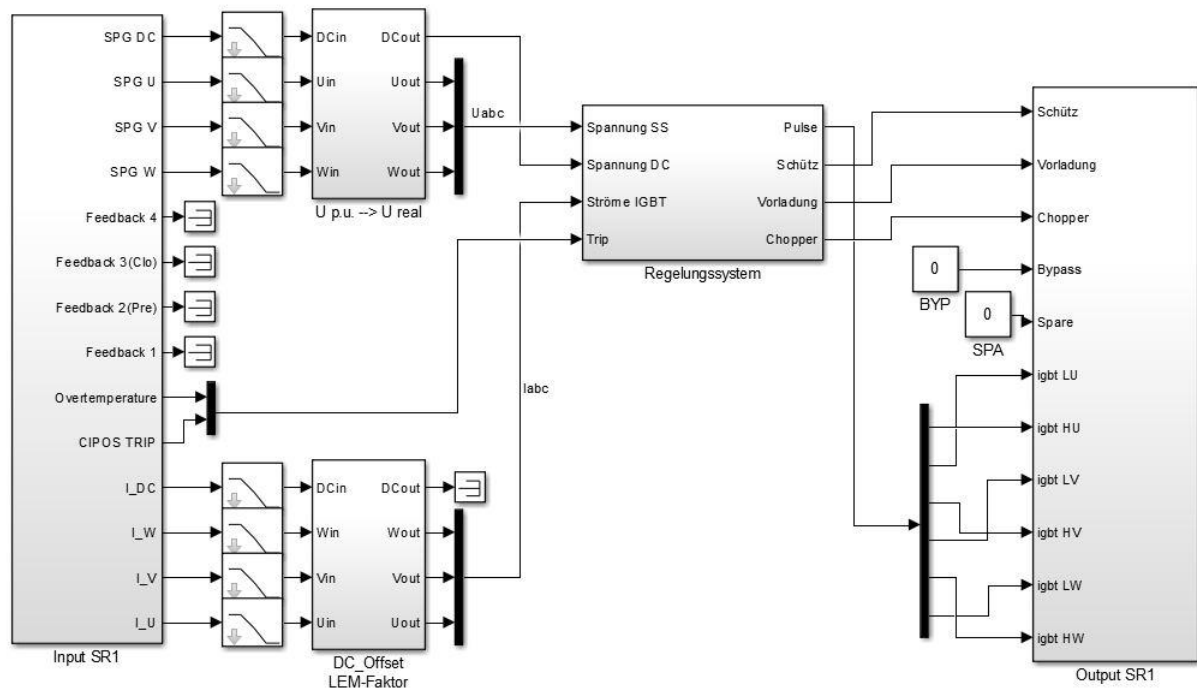 SPG DC
SPG U
SPG V
SPG W
Feedback 4
Feedback 3(Clo)
Feedback 2(Pre)
Feedback 1
Overtemperature
CIPOS TRIP
I_DC
I_W
I_V
I_U
Input SR1
DCin
Uin
Vin
Win
DCout
Uout
Vout
Wout
U p.u. --> U real
Uabc
DCin
Win
Vin
Uin
DCout
Wout
Vout
Uout
DC_Offset
LEM-Faktor
Iabc
Spannung SS
Spannung DC
Ströme IGBT
Trip
Pulse
Schütz
Vorladung
Chopper
Regelungssystem
0
BYP
0
SPA
Schütz
Vorladung
Chopper
Bypass
Spare
igbt LU
igbt HU
igbt LV
igbt HV
igbt LW
igbt HW
Output SR1